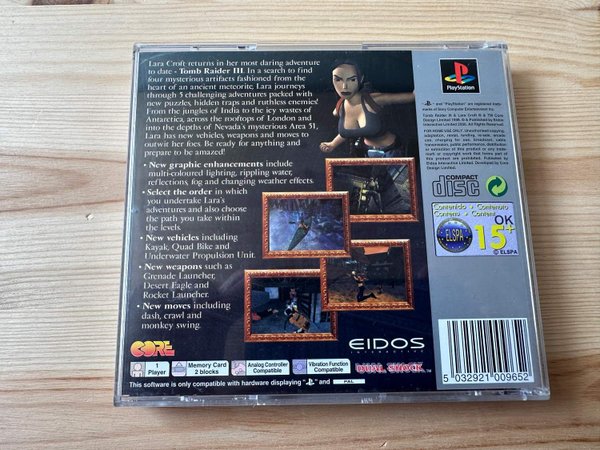 Lara Croft returns in her most daring adventure
to date - Tomb Raider III. In a search to find
four mysterious artifacts fashioned from the
heart of an ancient meteorite, Lara journeys
through 5 challenging adventures packed with
new puzzles, hidden traps and ruthless enemies!
From the jungles of India to the icy wastes of
Antarctica, across the rooftops of London and
into the depths of Nevada's mysterious Area 51,
Lara has new vehicles, weapons and moves to
outwit her foes. Be ready for anything and
prepare to be amazed!
• New graphic enhancements include
multi-coloured lighting, rippling water,
reflections, fog and changing weather effects.
• Select the order in which
you undertake Lara's
adventures and also choose
the path you take within
the levels.
• New vehicles including
Kayak, Quad Bike and
Underwater Propulsion Unit.
• New weapons such as
Grenade Launcher,
Desert Eagle and
Rocket Launcher.
• New moves including
dash, crawl and
monkey swing.
PlayStation
COMPACT
disc
Contenido Contenuto
Conteno Content
ELSPA
OK
15+
© ELSPA
CORE
EIDOS
INTERACTIVE
1
Player
Memory Card
2 blocks
Analog Controller
Compatible
Vibration Function
Compatible
DUAL SHOCK
This software is only compatible with hardware displaying and PAL
5 032921 009652